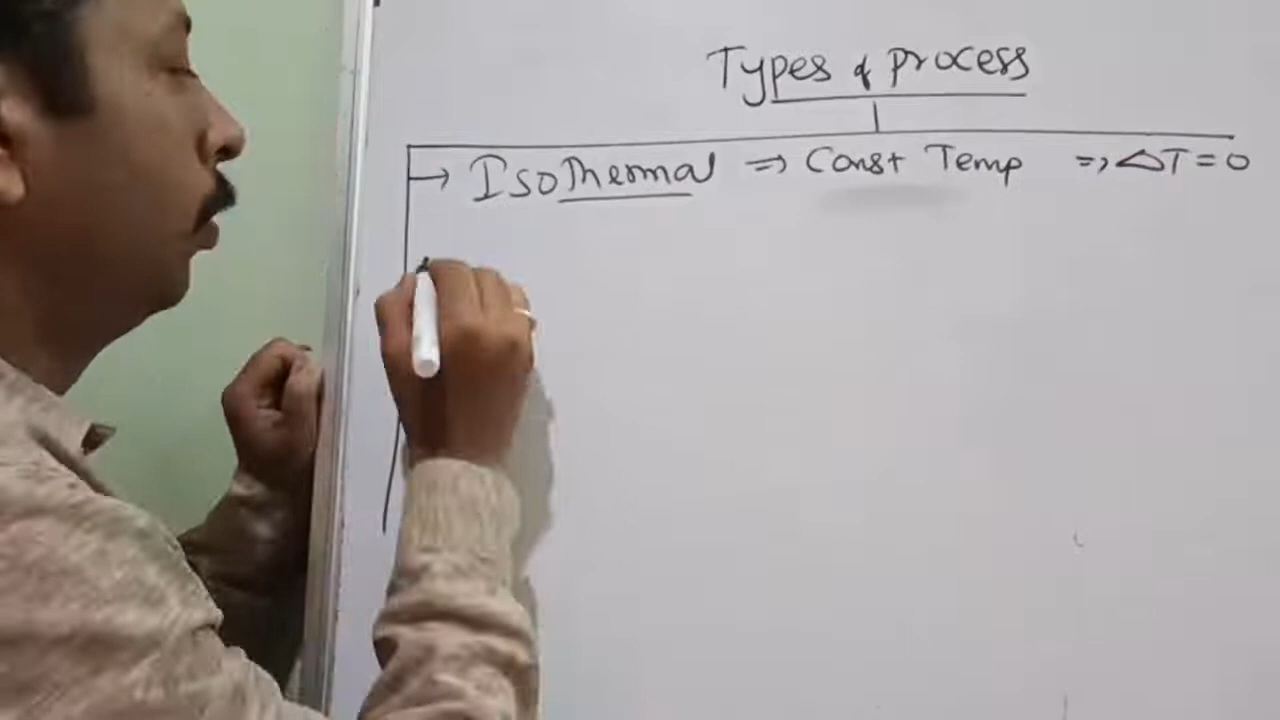 Types of process
→ Isothermal ⇒ Const Temp ⇒ ΔT = 0